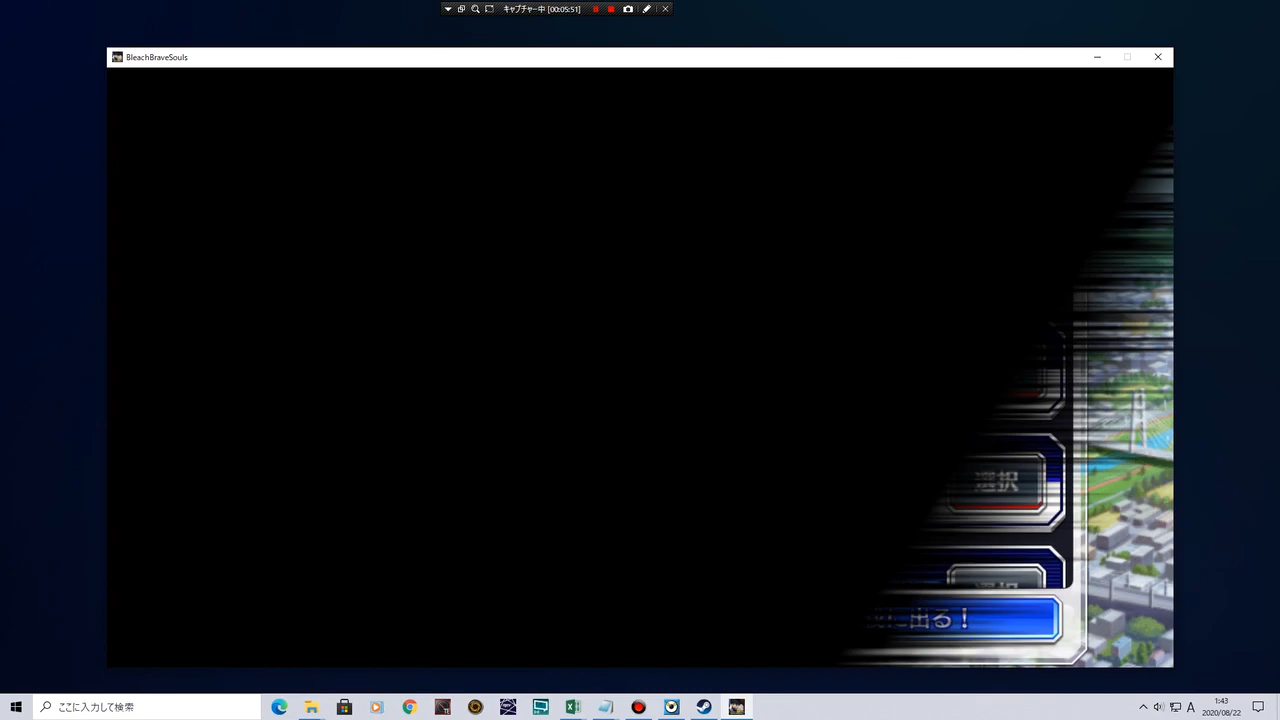 キャプチャー中 [00:05:51]
BleachBraveSouls
選択
に出る！
ここに入力して検索
A
1:43
2020/08/22